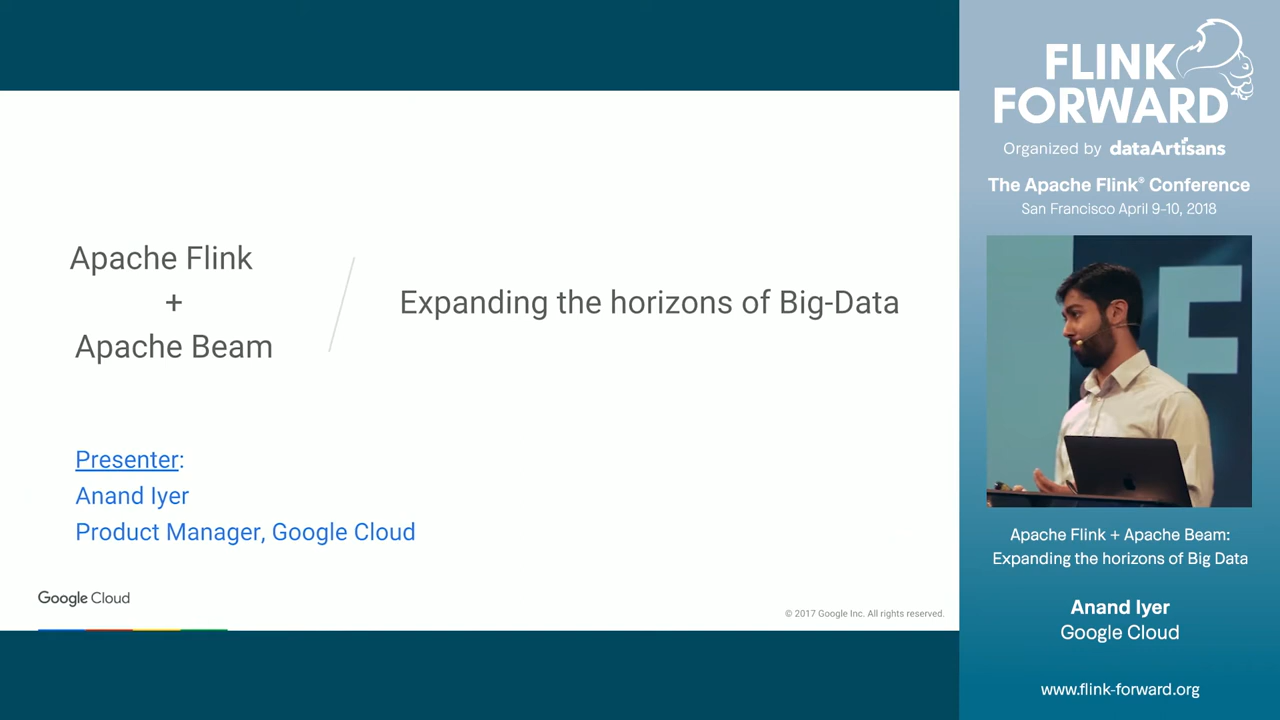 Apache Flink
+
Apache Beam
Expanding the horizons of Big-Data
Presenter:
Anand Iyer
Product Manager, Google Cloud
Google Cloud
© 2017 Google Inc. All rights reserved.
FLINK
FORWARD
Organized by dataArtisans
The Apache Flink® Conference
San Francisco April 9-10, 2018
F
Apache Flink + Apache Beam:
Expanding the horizons of Big Data
Anand Iyer
Google Cloud
www.flink-forward.org